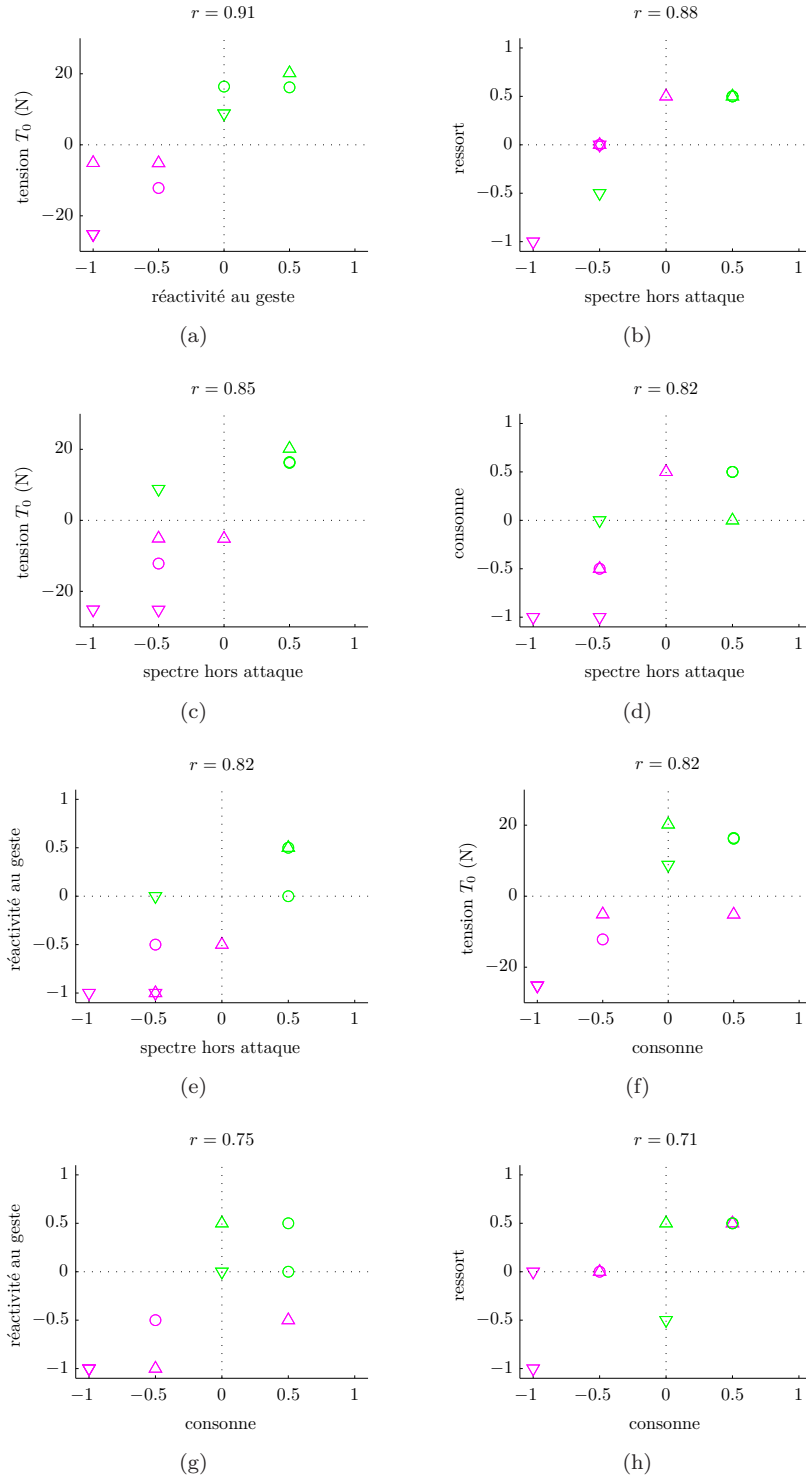 r = 0.91
tension T₀ (N)
20
0
−20
−1
−0.5
0
0.5
1
réactivité au geste
(a)
r = 0.88
ressort
1
0.5
0
−0.5
−1
−1
−0.5
0
0.5
1
spectre hors attaque
(b)
r = 0.85
tension T₀ (N)
20
0
−20
−1
−0.5
0
0.5
1
spectre hors attaque
(c)
r = 0.82
consonne
1
0.5
0
−0.5
−1
−1
−0.5
0
0.5
1
spectre hors attaque
(d)
r = 0.82
réactivité au geste
1
0.5
0
−0.5
−1
−1
−0.5
0
0.5
1
spectre hors attaque
(e)
r = 0.82
tension T₀ (N)
20
0
−20
−1
−0.5
0
0.5
1
consonne
(f)
r = 0.75
réactivité au geste
1
0.5
0
−0.5
−1
−1
−0.5
0
0.5
1
consonne
(g)
r = 0.71
ressort
1
0.5
0
−0.5
−1
−1
−0.5
0
0.5
1
consonne
(h)